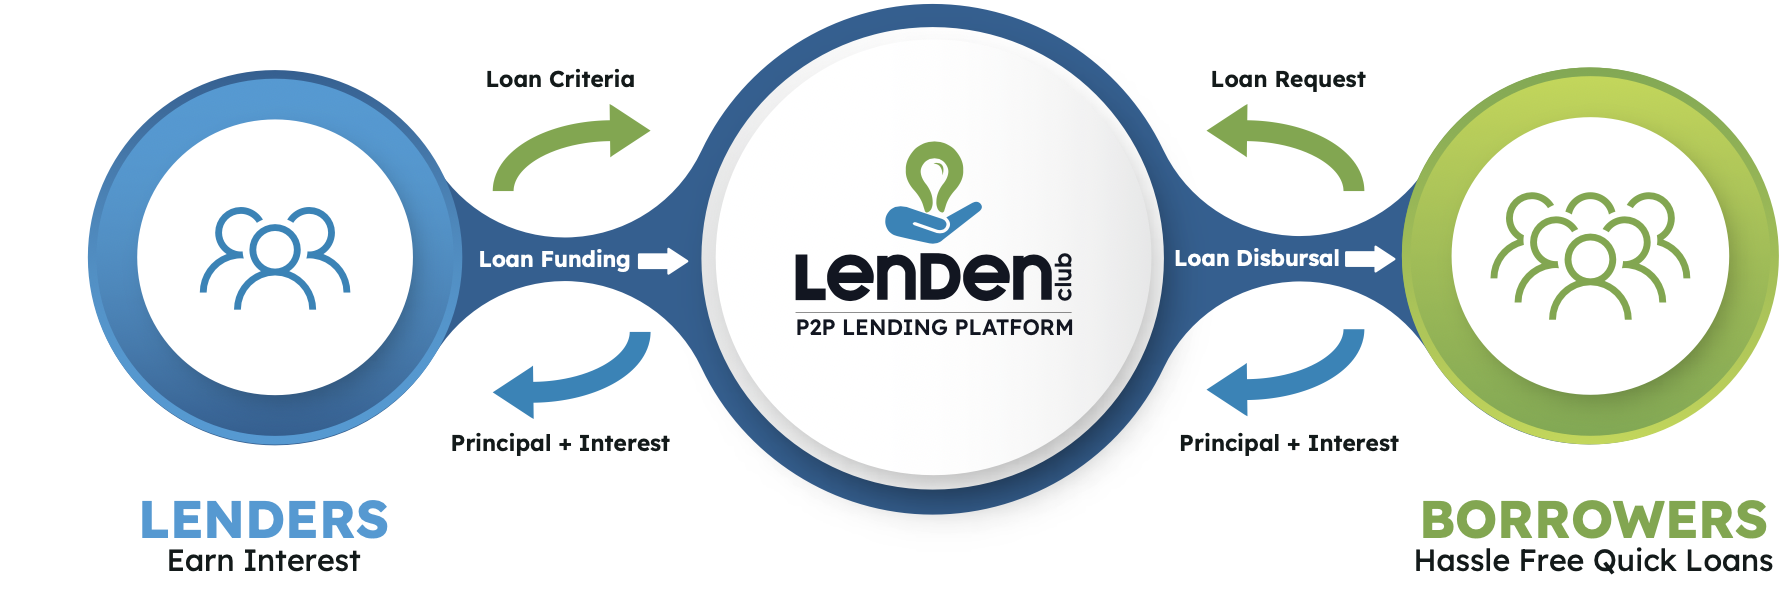 Loan Criteria
Loan Request
Loan Funding
Loan Disbursal
LenDen club
P2P LENDING PLATFORM
Principal + Interest
Principal + Interest
LENDERS
Earn Interest
BORROWERS
Hassle Free Quick Loans